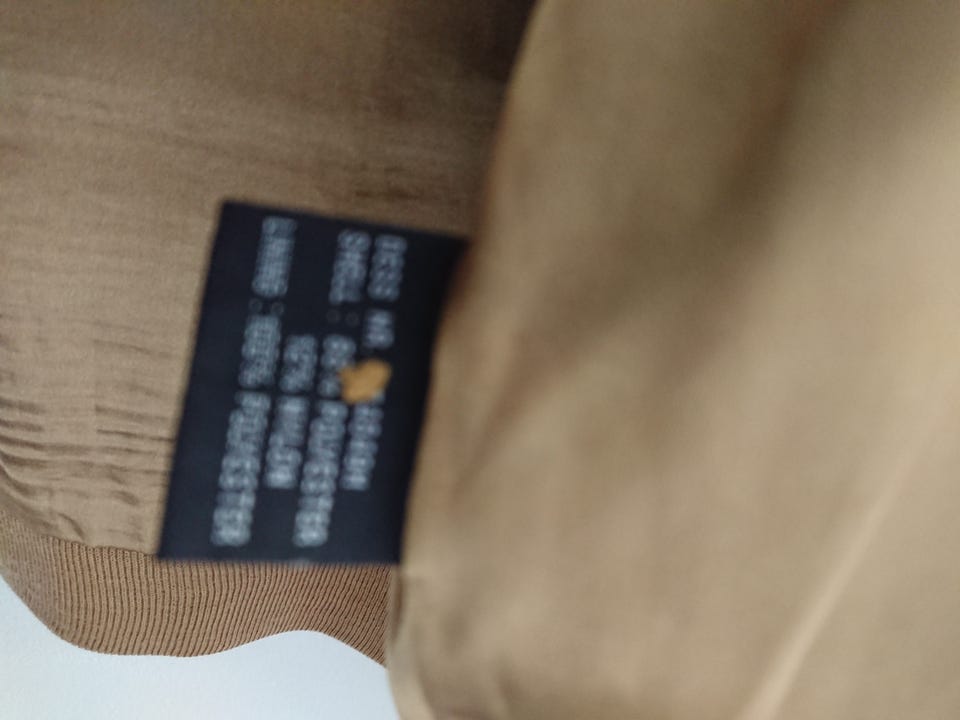 DESS NR.
SHELL : POLYESTER
12% NYLON
LINING : 100% POLYESTER